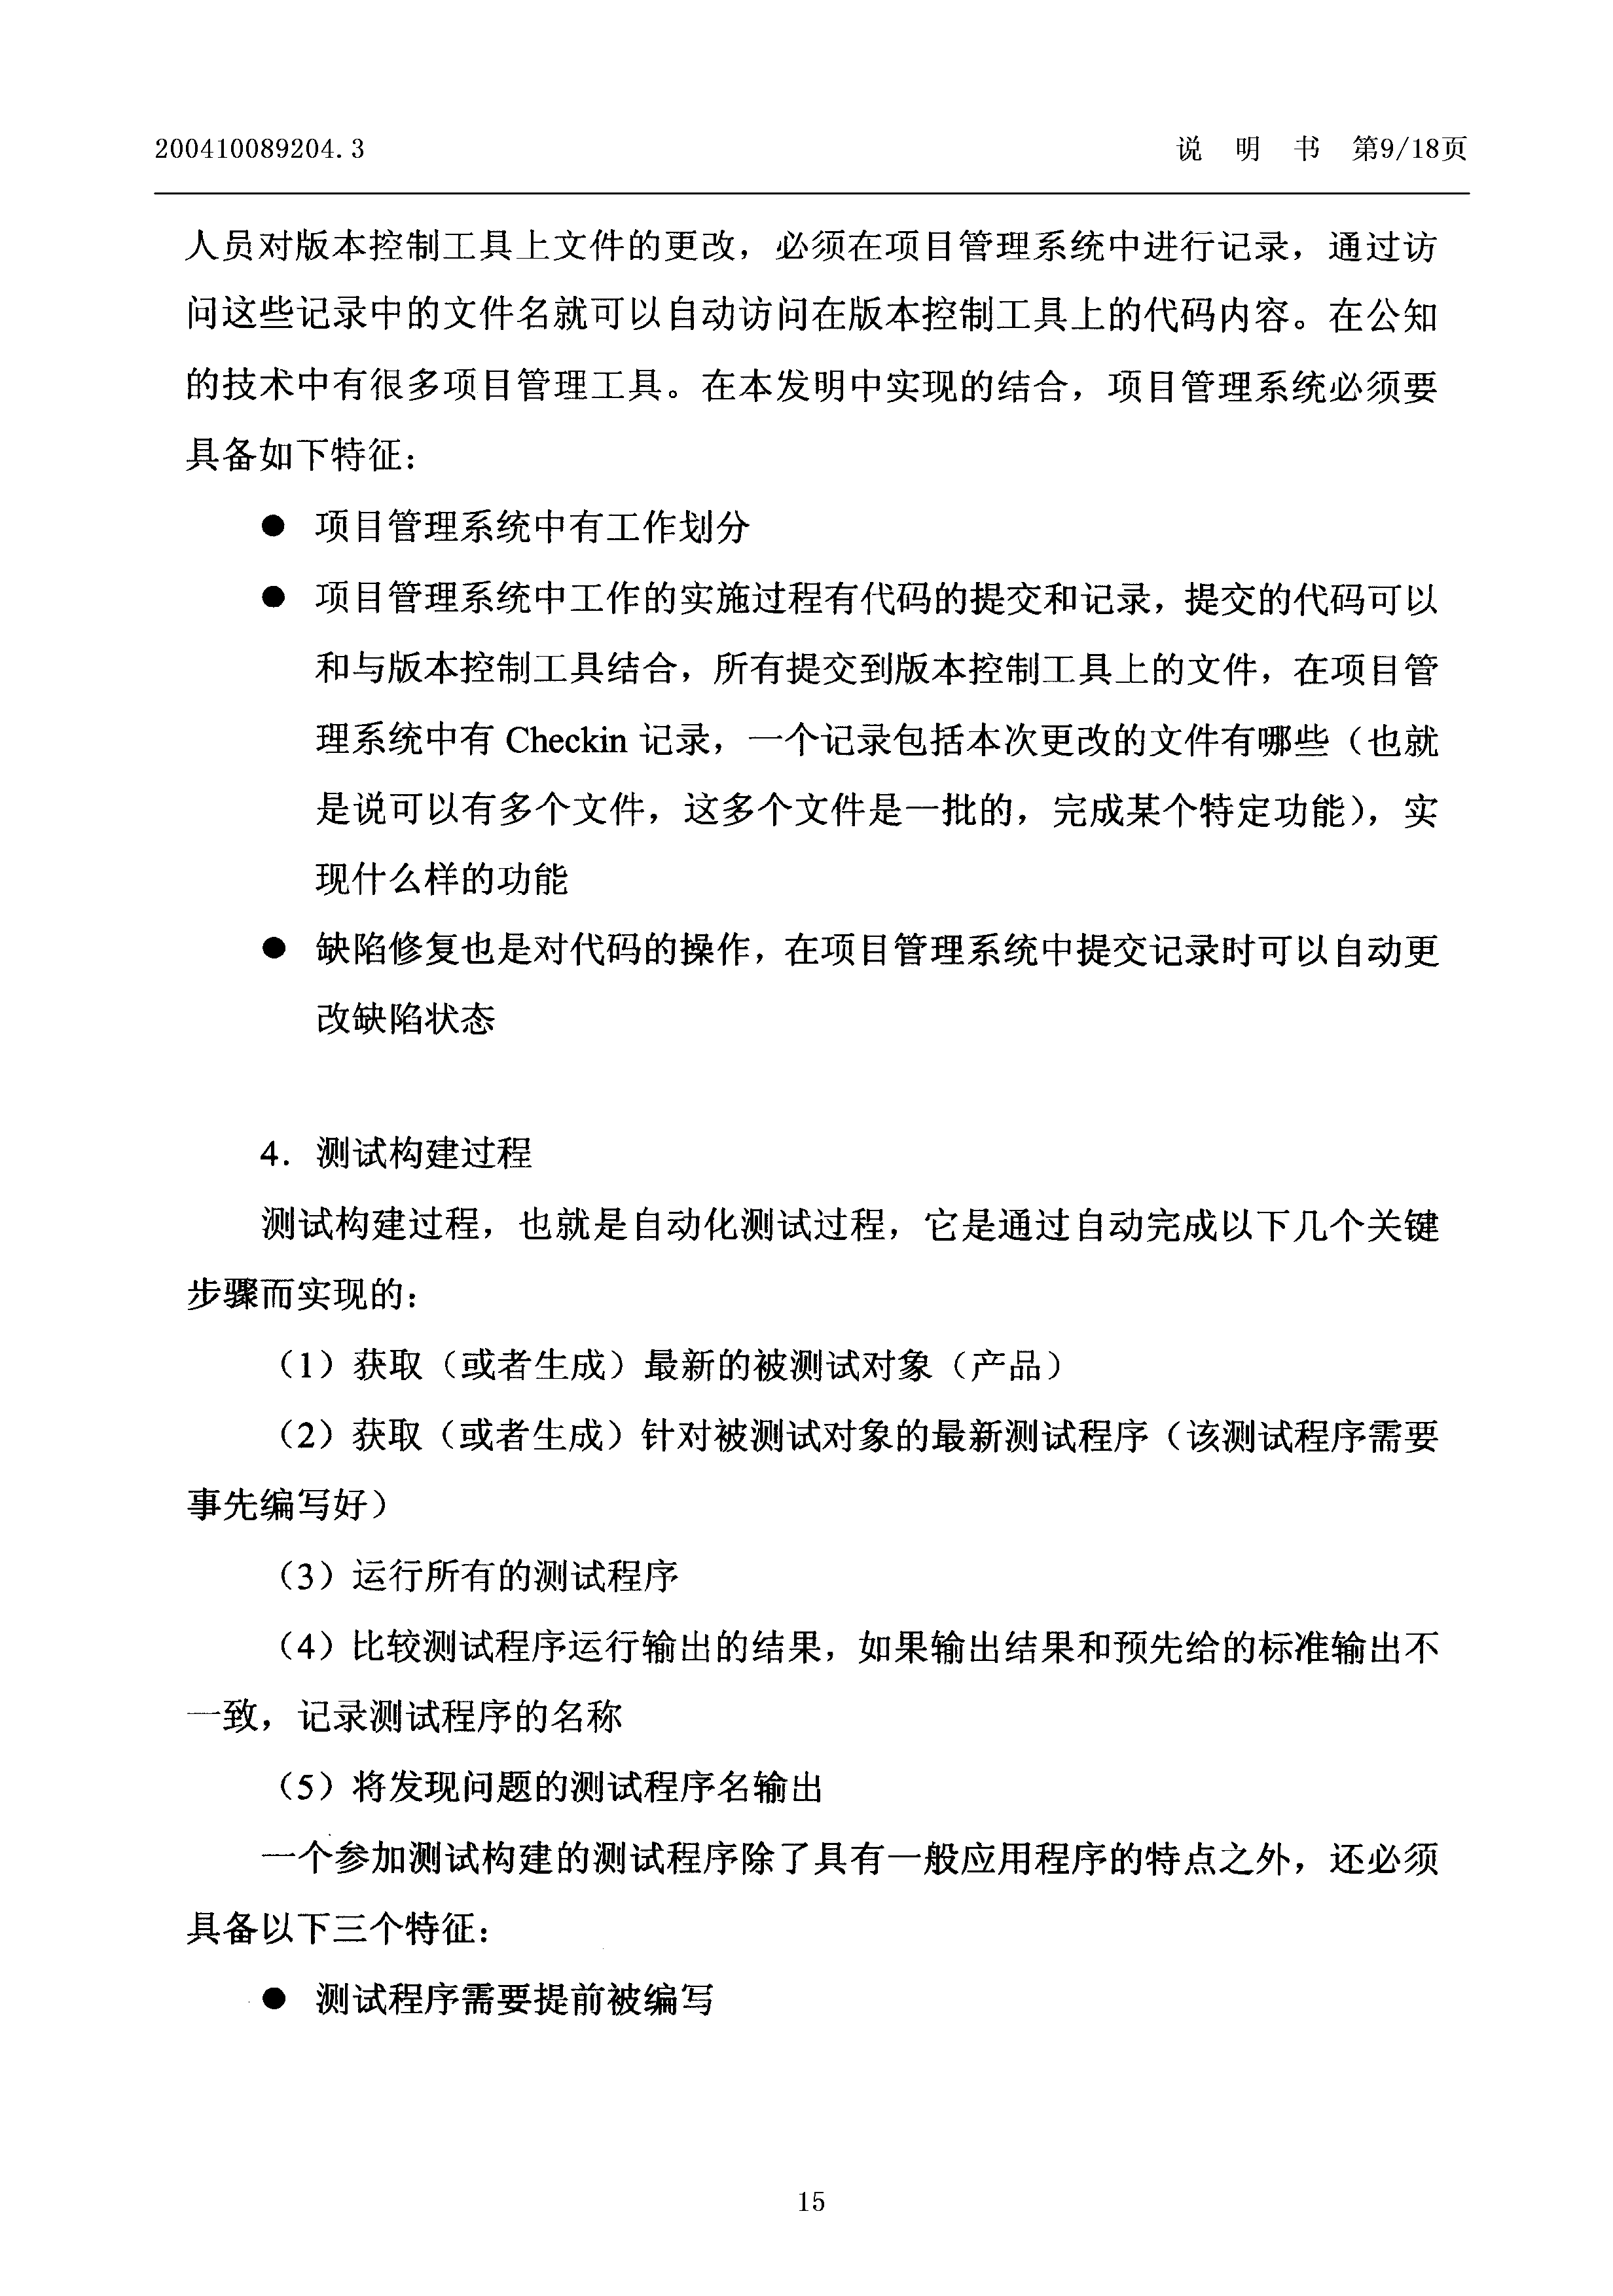 200410089204.3 说 明 书 第9/18页
人员对版本控制工具上文件的更改，必须在项目管理系统中进行记录，通过访
问这些记录中的文件名就可以自动访问在版本控制工具上的代码内容。在公知
的技术中有很多项目管理工具。在本发明中实现的结合，项目管理系统必须要
具备如下特征：
● 项目管理系统中有工作划分
● 项目管理系统中工作的实施过程有代码的提交和记录，提交的代码可以
和与版本控制工具结合，所有提交到版本控制工具上的文件，在项目管
理系统中有 Checkin 记录，一个记录包括本次更改的文件有哪些（也就
是说可以有多个文件，这多个文件是一批的，完成某个特定功能），实
现什么样的功能
● 缺陷修复也是对代码的操作，在项目管理系统中提交记录时可以自动更
改缺陷状态
4．测试构建过程
测试构建过程，也就是自动化测试过程，它是通过自动完成以下几个关键
步骤而实现的：
（1）获取（或者生成）最新的被测试对象（产品）
（2）获取（或者生成）针对被测试对象的最新测试程序（该测试程序需要
事先编写好）
（3）运行所有的测试程序
（4）比较测试程序运行输出的结果，如果输出结果和预先给的标准输出不
一致，记录测试程序的名称
（5）将发现问题的测试程序名输出
一个参加测试构建的测试程序除了具有一般应用程序的特点之外，还必须
具备以下三个特征：
● 测试程序需要提前被编写
15